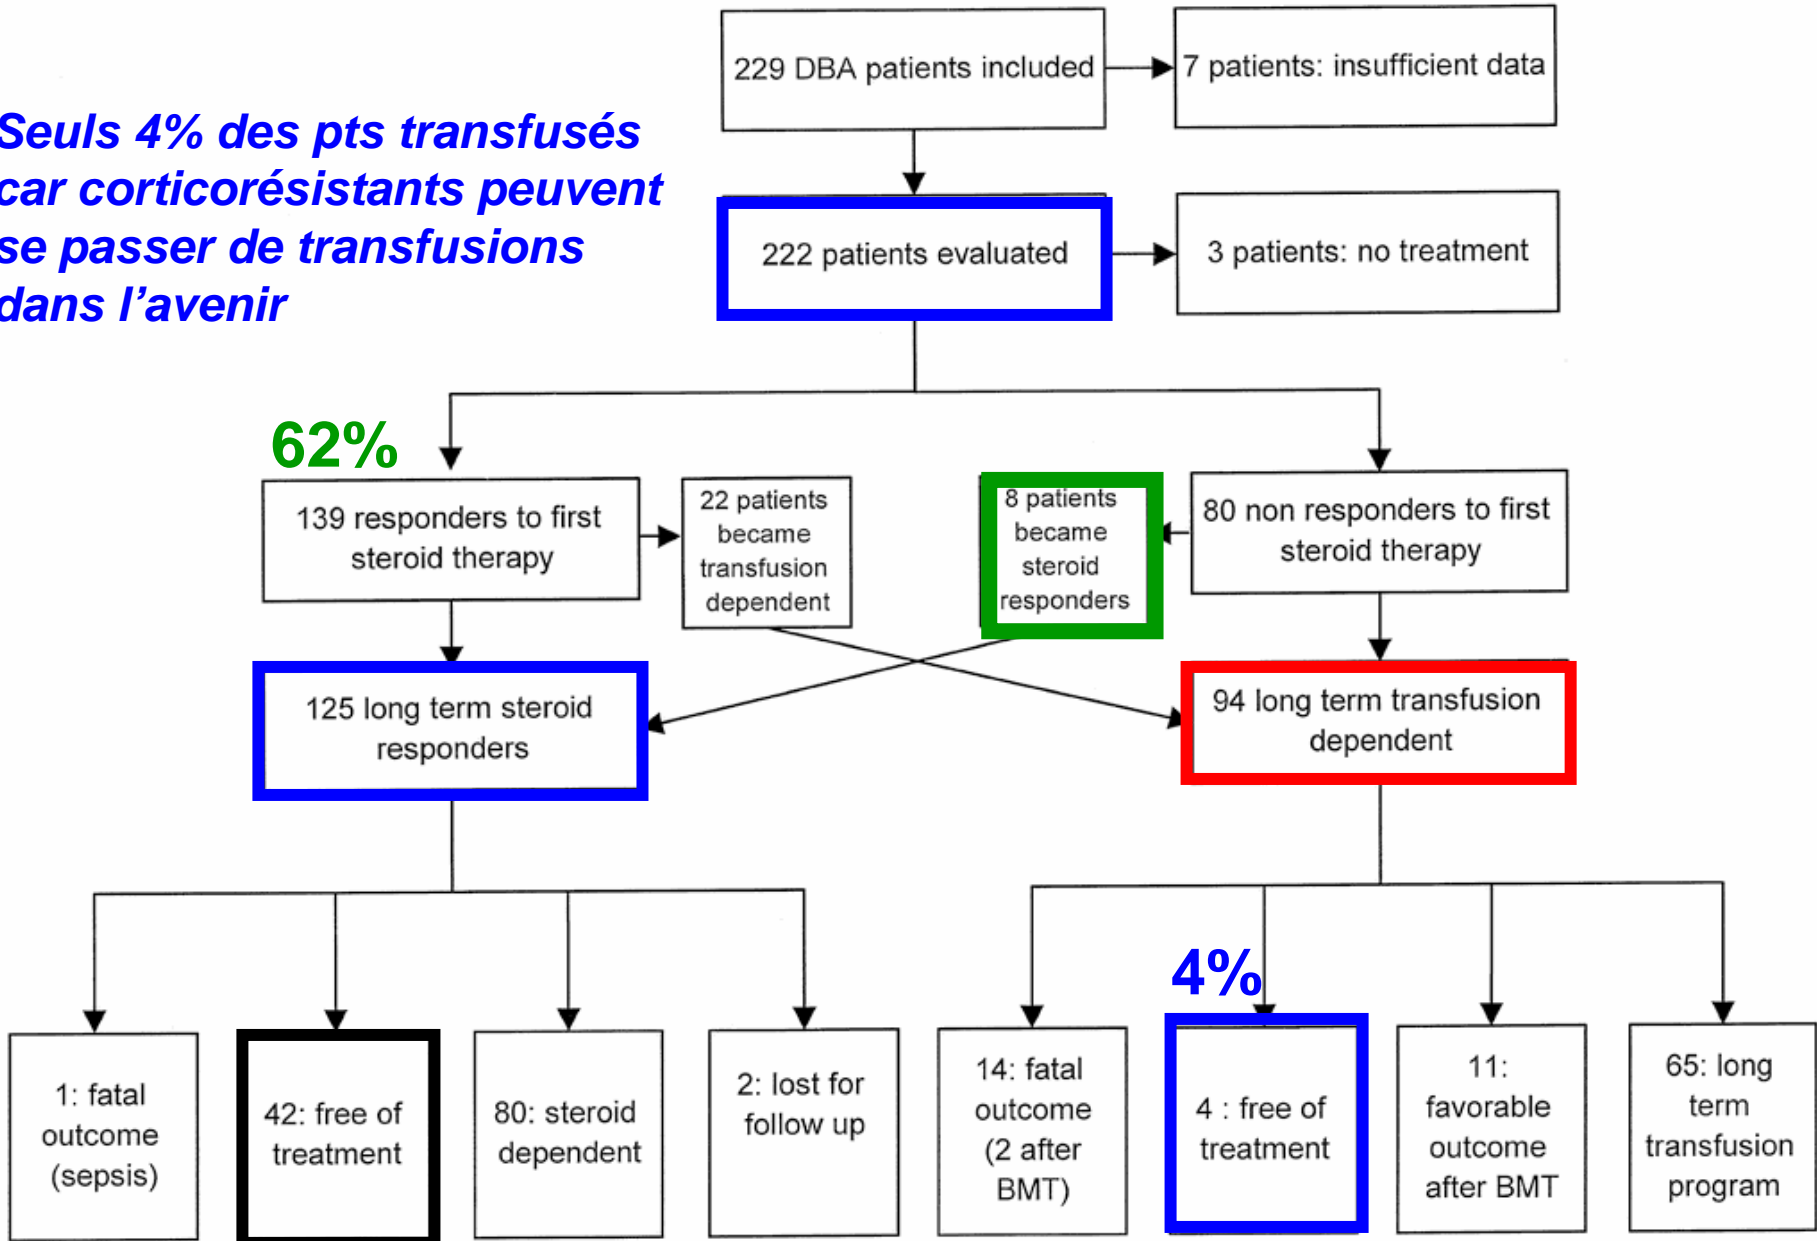 229 DBA patients included
7 patients: insufficient data
Seuls 4% des pts transfusés
car corticorésistants peuvent
se passer de transfusions
dans l’avenir
222 patients evaluated
3 patients: no treatment
62%
139 responders to first
steroid therapy
22 patients
became
transfusion
dependent
8 patients
became
steroid
responders
80 non responders to first
steroid therapy
125 long term steroid
responders
94 long term transfusion
dependent
4%
1: fatal
outcome
(sepsis)
42: free of
treatment
80: steroid
dependent
2: lost for
follow up
14: fatal
outcome
(2 after
BMT)
4 : free of
treatment
11:
favorable
outcome
after BMT
65: long
term
transfusion
program